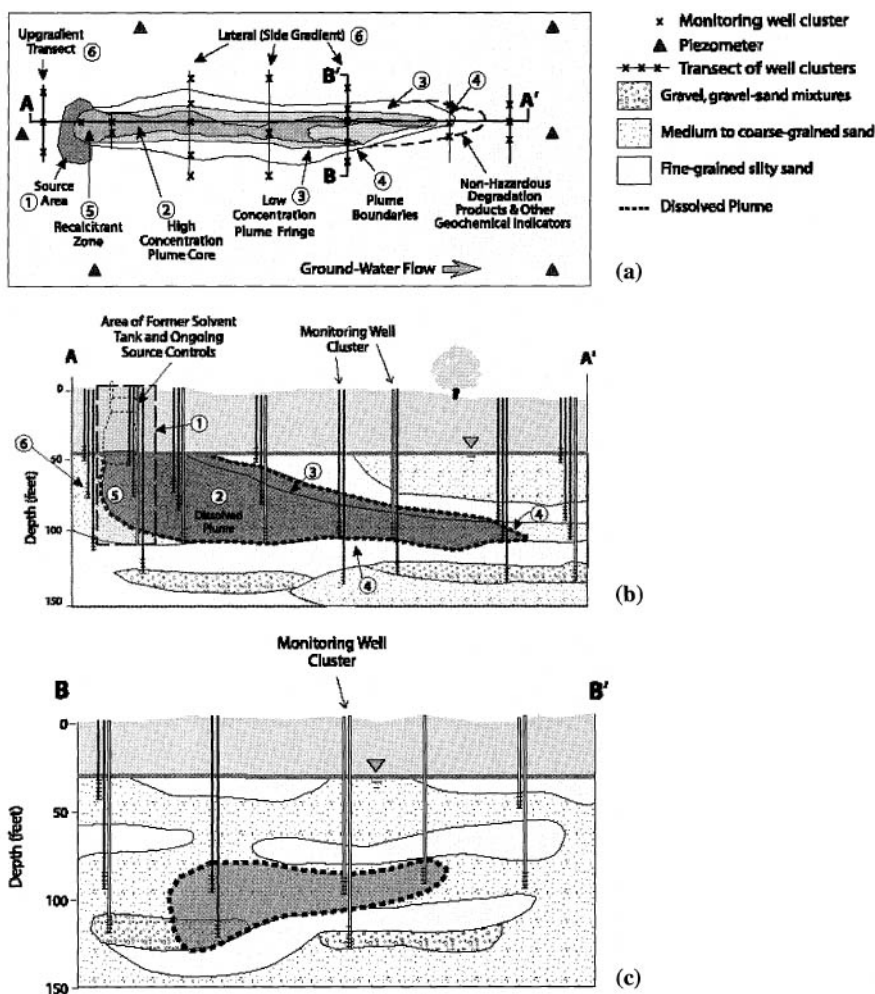 Upgradient
Transect ⑥
Lateral (Side Gradient) ⑥
B'
③
④
A
A'
B
① Source
Area
⑤
Recalcitrant
Zone
② High
Concentration
Plume Core
Low ③
Concentration
Plume Fringe
④
Plume
Boundaries
Non-Hazardous
Degradation
Products & Other
Geochemical Indicators
Ground-Water Flow
(a)
Monitoring well cluster
Piezometer
Transect of well clusters
Gravel, gravel-sand mixtures
Medium to coarse-grained sand
Fine-grained silty sand
Dissolved Plume
Area of Former Solvent
Tank and Ongoing
Source Controls
Monitoring Well
Cluster
A
A'
0
50
100
150
Depth (feet)
①
⑥
⑤
②
Dissolved
Plume
③
④
④
(b)
Monitoring Well
Cluster
B
B'
0
50
100
150
Depth (feet)
(c)